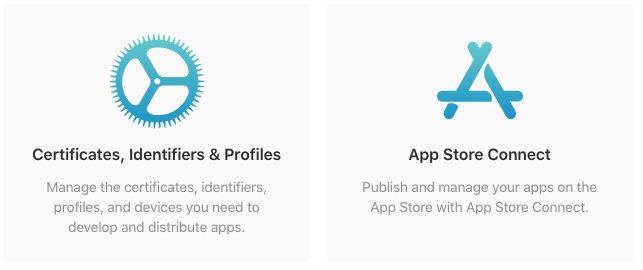 Certificates, Identifiers & Profiles
Manage the certificates, identifiers,
profiles, and devices you need to
develop and distribute apps.
App Store Connect
Publish and manage your apps on the
App Store with App Store Connect.